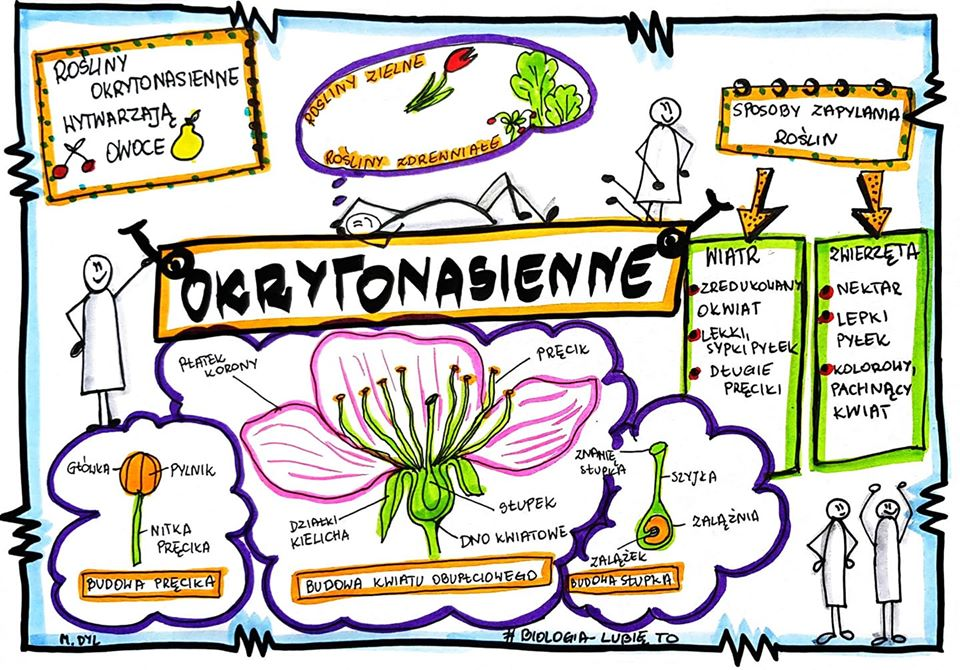 ROŚLINY
OKRYTONASIENNE
WYTWARZAJĄ
OWOCE
ROŚLINY ZIELNE
ROŚLINY ZDREWNIAŁE
SPOSOBY ZAPYLANIA
ROŚLIN
OKRYTONASIENNE
WIATR
ZREDUKOWANY
OKWIAT
LEKKI,
SYPKI PYŁEK
DŁUGIE
PRĘCIKI
ZWIERZĘTA
NEKTAR
LEPKI
PYŁEK
KOLOROWY,
PACHNĄCY
KWIAT
PŁATEK
KORONY
PRĘCIK
DZIAŁKI
KIELICHA
SŁUPEK
DNO KWIATOWE
BUDOWA KWIATU OBUPŁCIOWEGO
GŁÓWKA
PYLNIK
NITKA
PRĘCIKA
BUDOWA PRĘCIKA
ZNAMIĘ
SŁUPKA
SZYJKA
ZALĄŻNIA
ZALĄŻEK
BUDOWA SŁUPKA
M. DYL
# BIOLOGIA-LUBIĘ TO